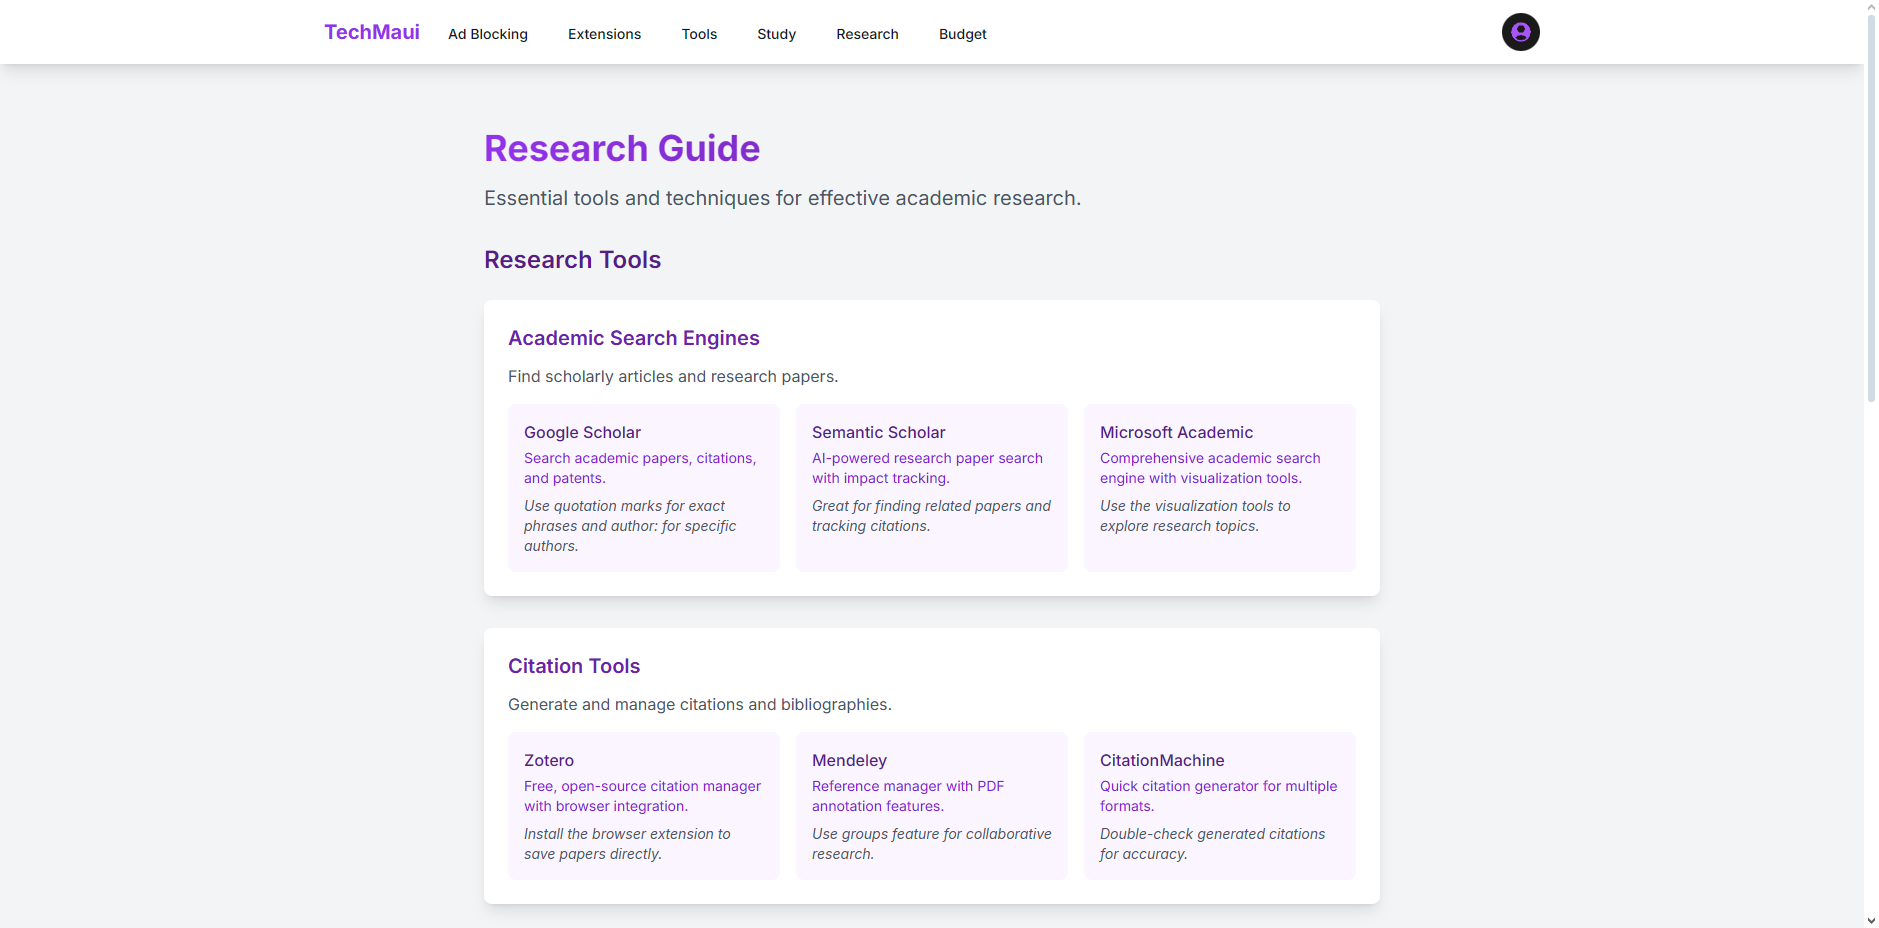 TechMaui
Ad Blocking
Extensions
Tools
Study
Research
Budget
Research Guide
Essential tools and techniques for effective academic research.
Research Tools
Academic Search Engines
Find scholarly articles and research papers.
Google Scholar
Search academic papers, citations,
and patents.
Use quotation marks for exact
phrases and author: for specific
authors.
Semantic Scholar
AI-powered research paper search
with impact tracking.
Great for finding related papers and
tracking citations.
Microsoft Academic
Comprehensive academic search
engine with visualization tools.
Use the visualization tools to
explore research topics.
Citation Tools
Generate and manage citations and bibliographies.
Zotero
Free, open-source citation manager
with browser integration.
Install the browser extension to
save papers directly.
Mendeley
Reference manager with PDF
annotation features.
Use groups feature for collaborative
research.
CitationMachine
Quick citation generator for multiple
formats.
Double-check generated citations
for accuracy.